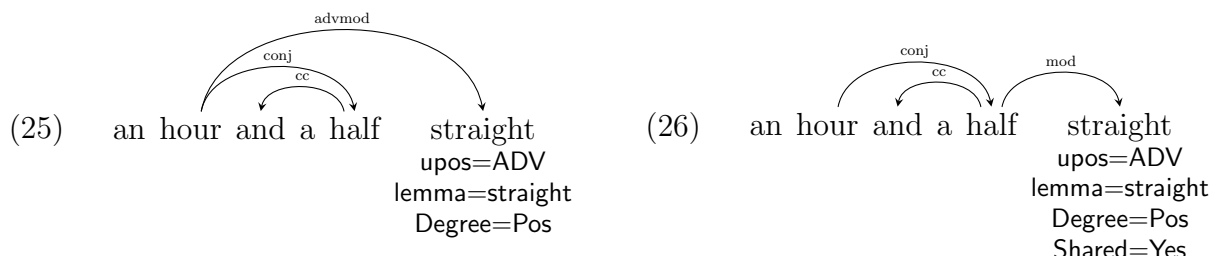 advmod
conj
cc
(25) an hour and a half straight
upos=ADV
lemma=straight
Degree=Pos
conj
cc
mod
(26) an hour and a half straight
upos=ADV
lemma=straight
Degree=Pos
Shared=Yes